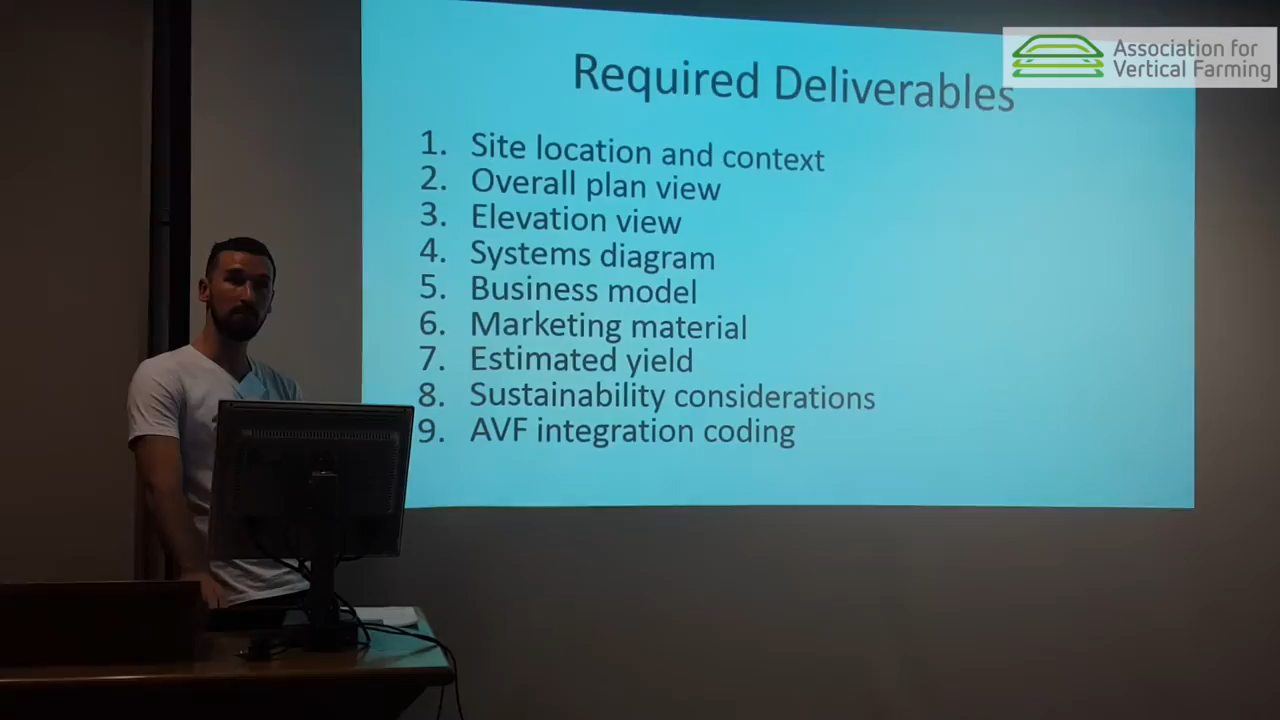 Association for
Vertical Farming
Required Deliverables
1. Site location and context
2. Overall plan view
3. Elevation view
4. Systems diagram
5. Business model
6. Marketing material
7. Estimated yield
8. Sustainability considerations
9. AVF integration coding